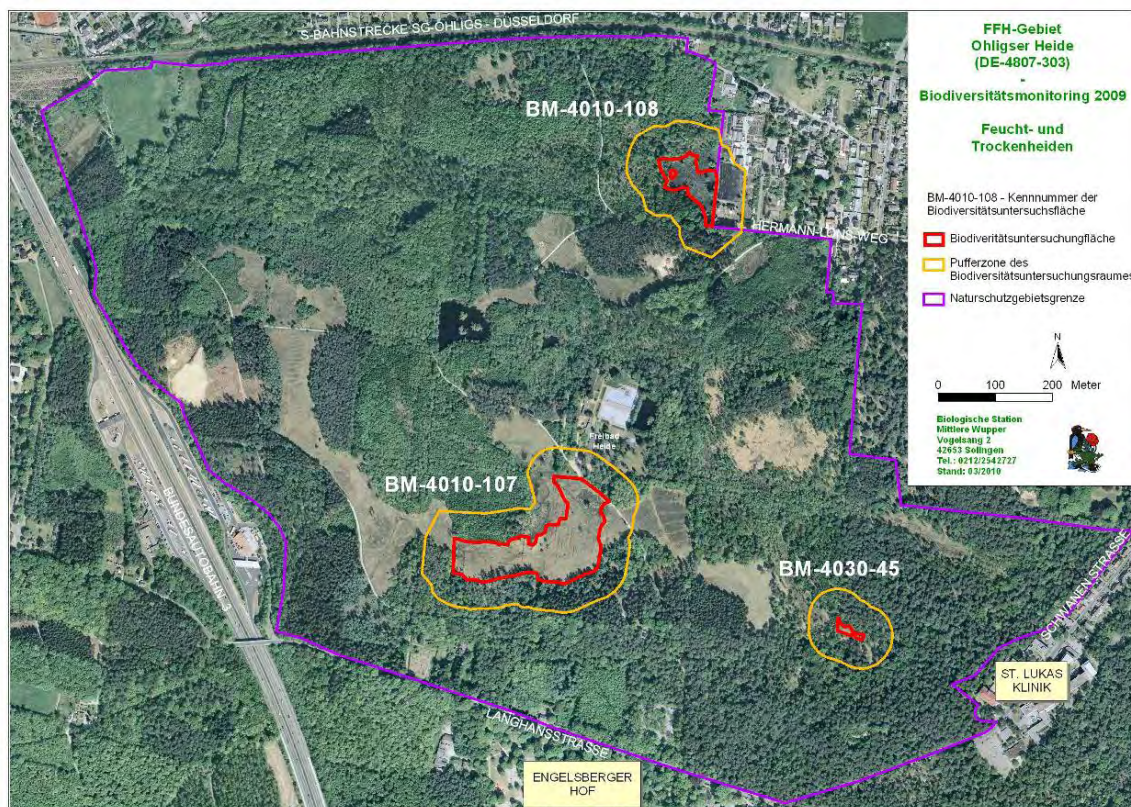 S-BAHNSTRECKE SG-OHLIGS - DÜSSELDORF
BM-4010-108
HERMANN-LÖNS-WEG
Freibad
Heide
BM-4010-107
BM-4030-45
BUNDESAUTOBAHN 3
SCHWANEN STRASSE
ST. LUKAS
KLINIK
LANGHANSSTRASSE
ENGELSBERGER
HOF
FFH-Gebiet
Ohligser Heide
(DE-4807-303)
-
Biodiversitätsmonitoring 2009
Feucht- und
Trockenheiden
BM-4010-108 - Kennnummer der
Biodiversitätsuntersuchsfläche
Biodiveritätsuntersuchungfläche
Pufferzone des
Biodiversitätsuntersuchungsraumes
Naturschutzgebietsgrenze
N
0 100 200 Meter
Biologische Station
Mittlere Wupper
Vogelsang 2
42653 Solingen
Tel.: 0212/2542727
Stand: 03/2010